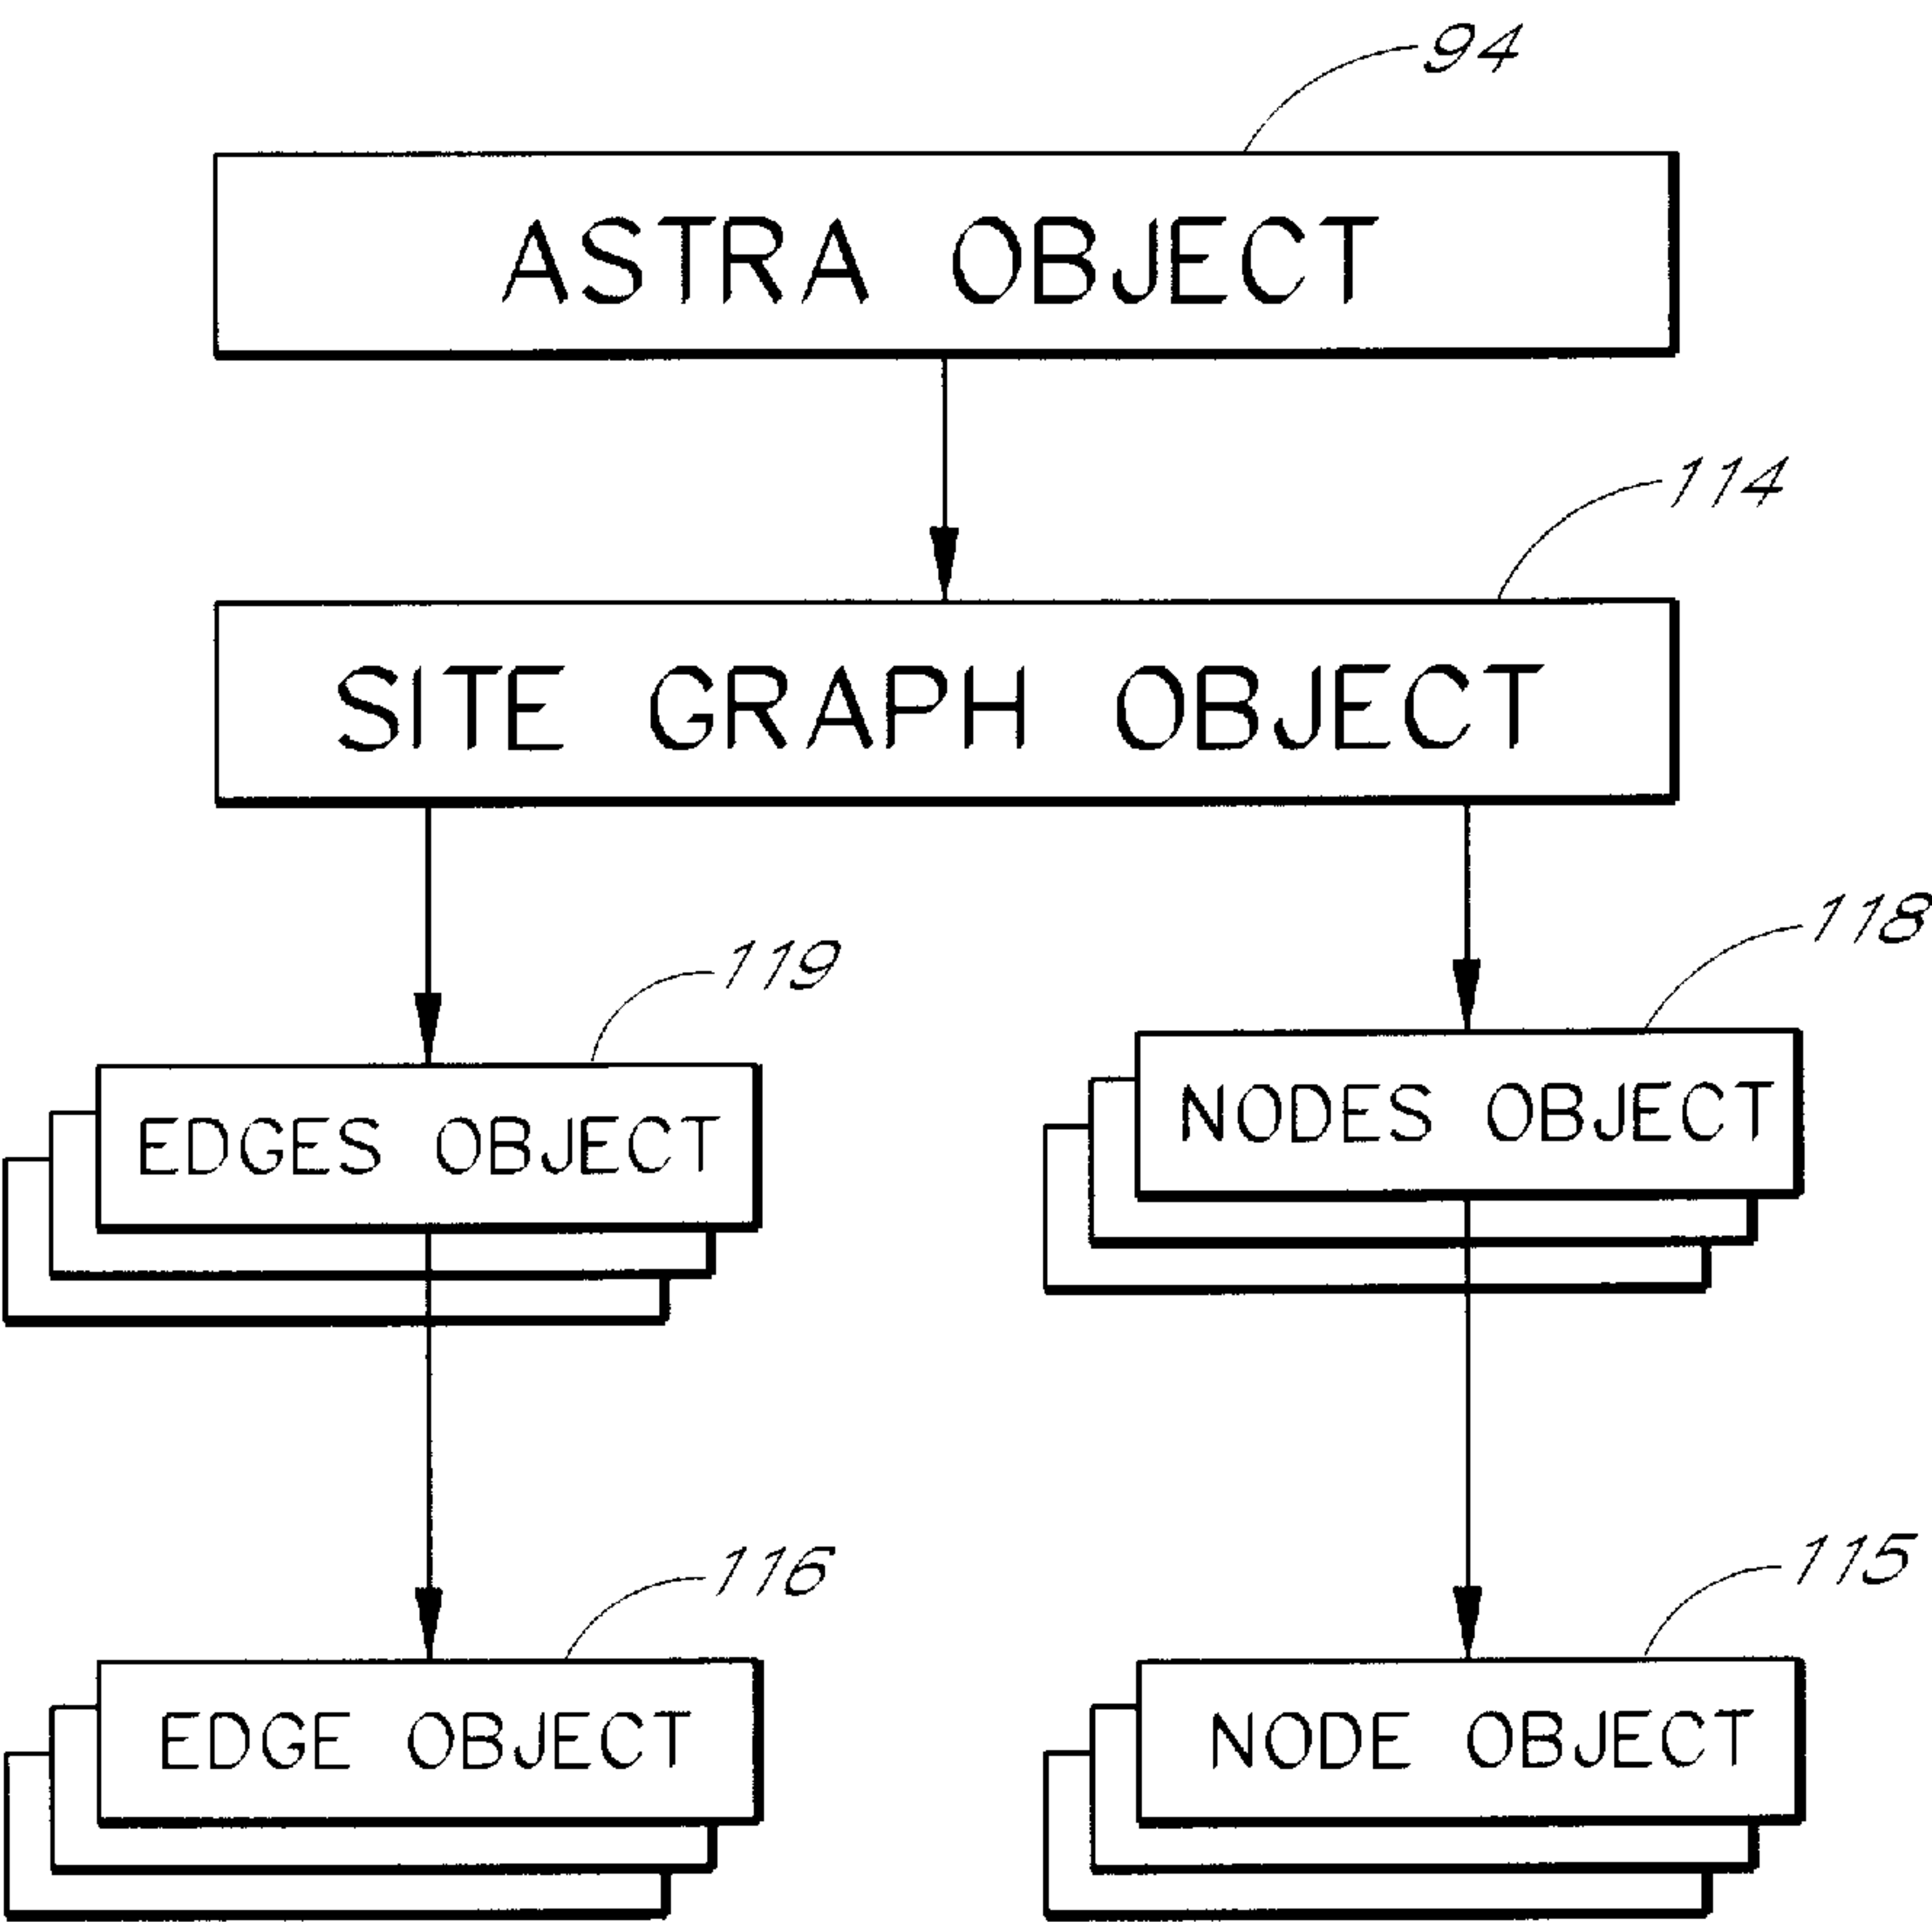 94
ASTRA OBJECT
114
SITE GRAPH OBJECT
119
118
EDGES OBJECT
NODES OBJECT
116
115
EDGE OBJECT
NODE OBJECT